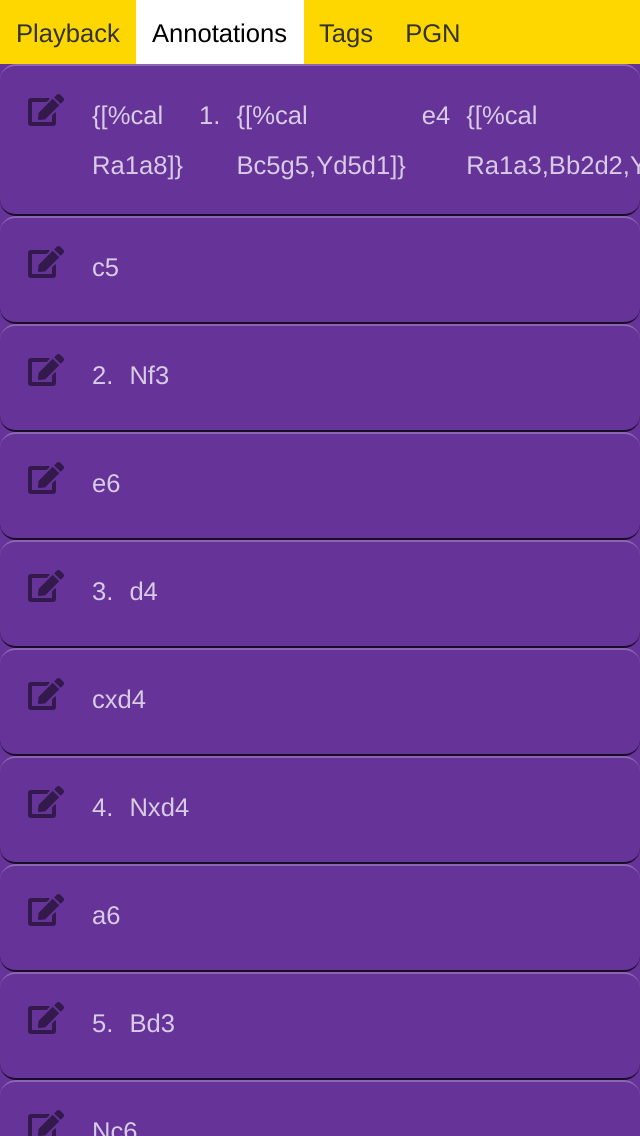 Playback Annotations Tags PGN
{[%cal 1. {[%cal e4 {[%cal
Ra1a8]} Bc5g5,Yd5d1]} Ra1a3,Bb2d2,Y
c5
2. Nf3
e6
3. d4
cxd4
4. Nxd4
a6
5. Bd3
Nc6